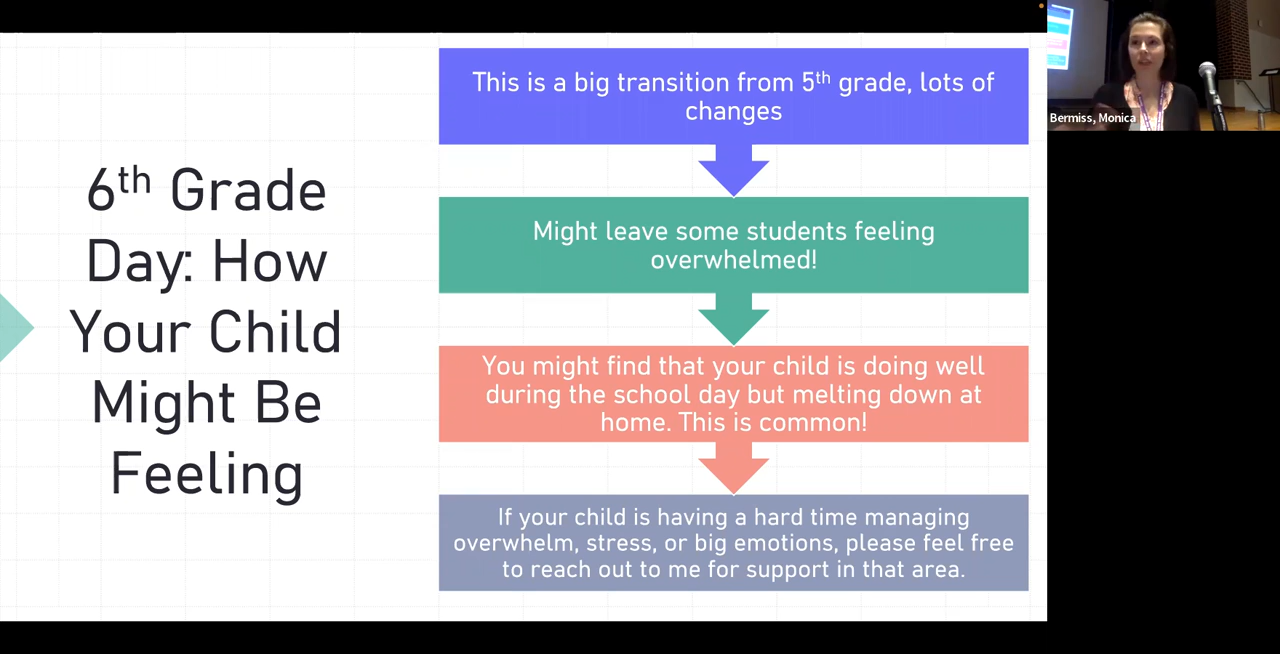 6th Grade
Day: How
Your Child
Might Be
Feeling
This is a big transition from 5th grade, lots of
changes
Might leave some students feeling
overwhelmed!
You might find that your child is doing well
during the school day but melting down at
home. This is common!
If your child is having a hard time managing
overwhelm, stress, or big emotions, please feel free
to reach out to me for support in that area.
Bermiss, Monica